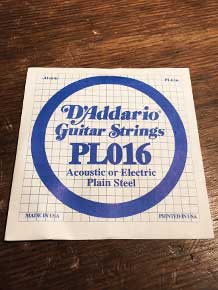 D'Addario
Guitar Strings
PL016
Acoustic or Electric
Plain Steel
MADE IN USA
PRINTED IN USA